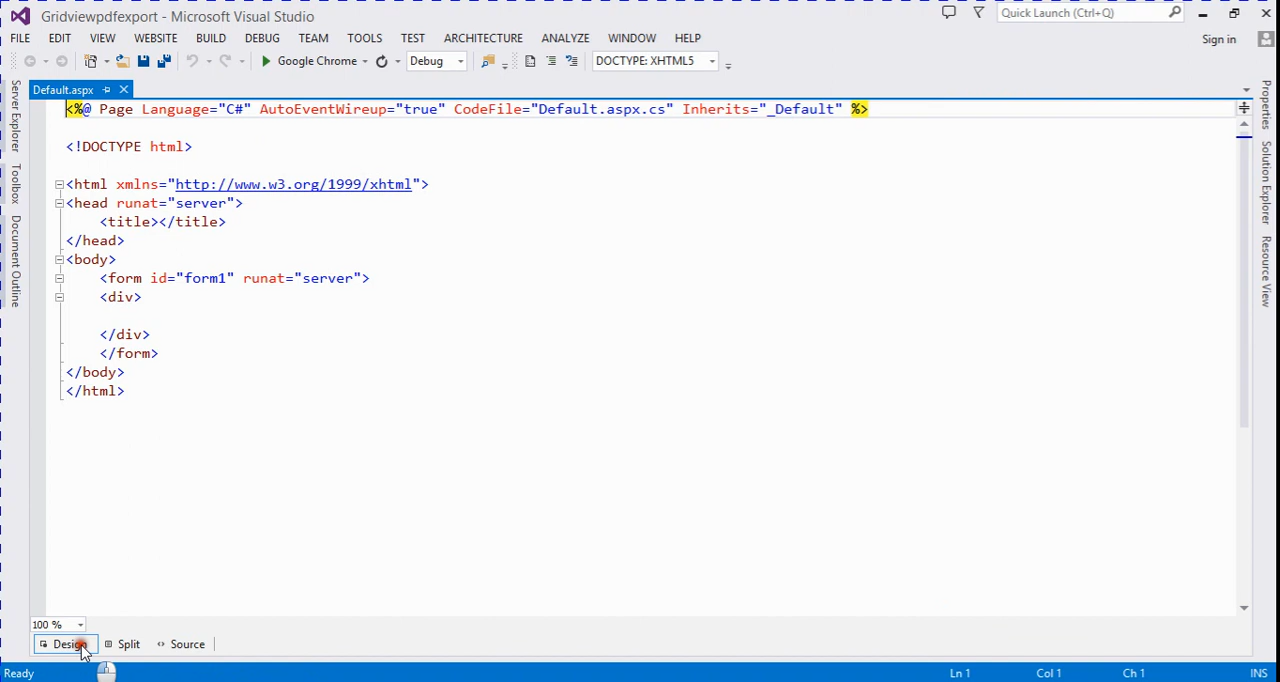 Gridviewpdfexport - Microsoft Visual Studio
Quick Launch (Ctrl+Q)
FILE EDIT VIEW WEBSITE BUILD DEBUG TEAM TOOLS TEST ARCHITECTURE ANALYZE WINDOW HELP
Sign in
Google Chrome Debug DOCTYPE: XHTML5
Default.aspx
Server Explorer
Toolbox
Document Outline
<%@ Page Language="C#" AutoEventWireup="true" CodeFile="Default.aspx.cs" Inherits="_Default" %>
<!DOCTYPE html>
<html xmlns="http://www.w3.org/1999/xhtml">
<head runat="server">
<title></title>
</head>
<body>
<form id="form1" runat="server">
<div>
</div>
</form>
</body>
</html>
Properties
Solution Explorer
Resource View
100 %
Design Split Source
Ready Ln 1 Col 1 Ch 1 INS